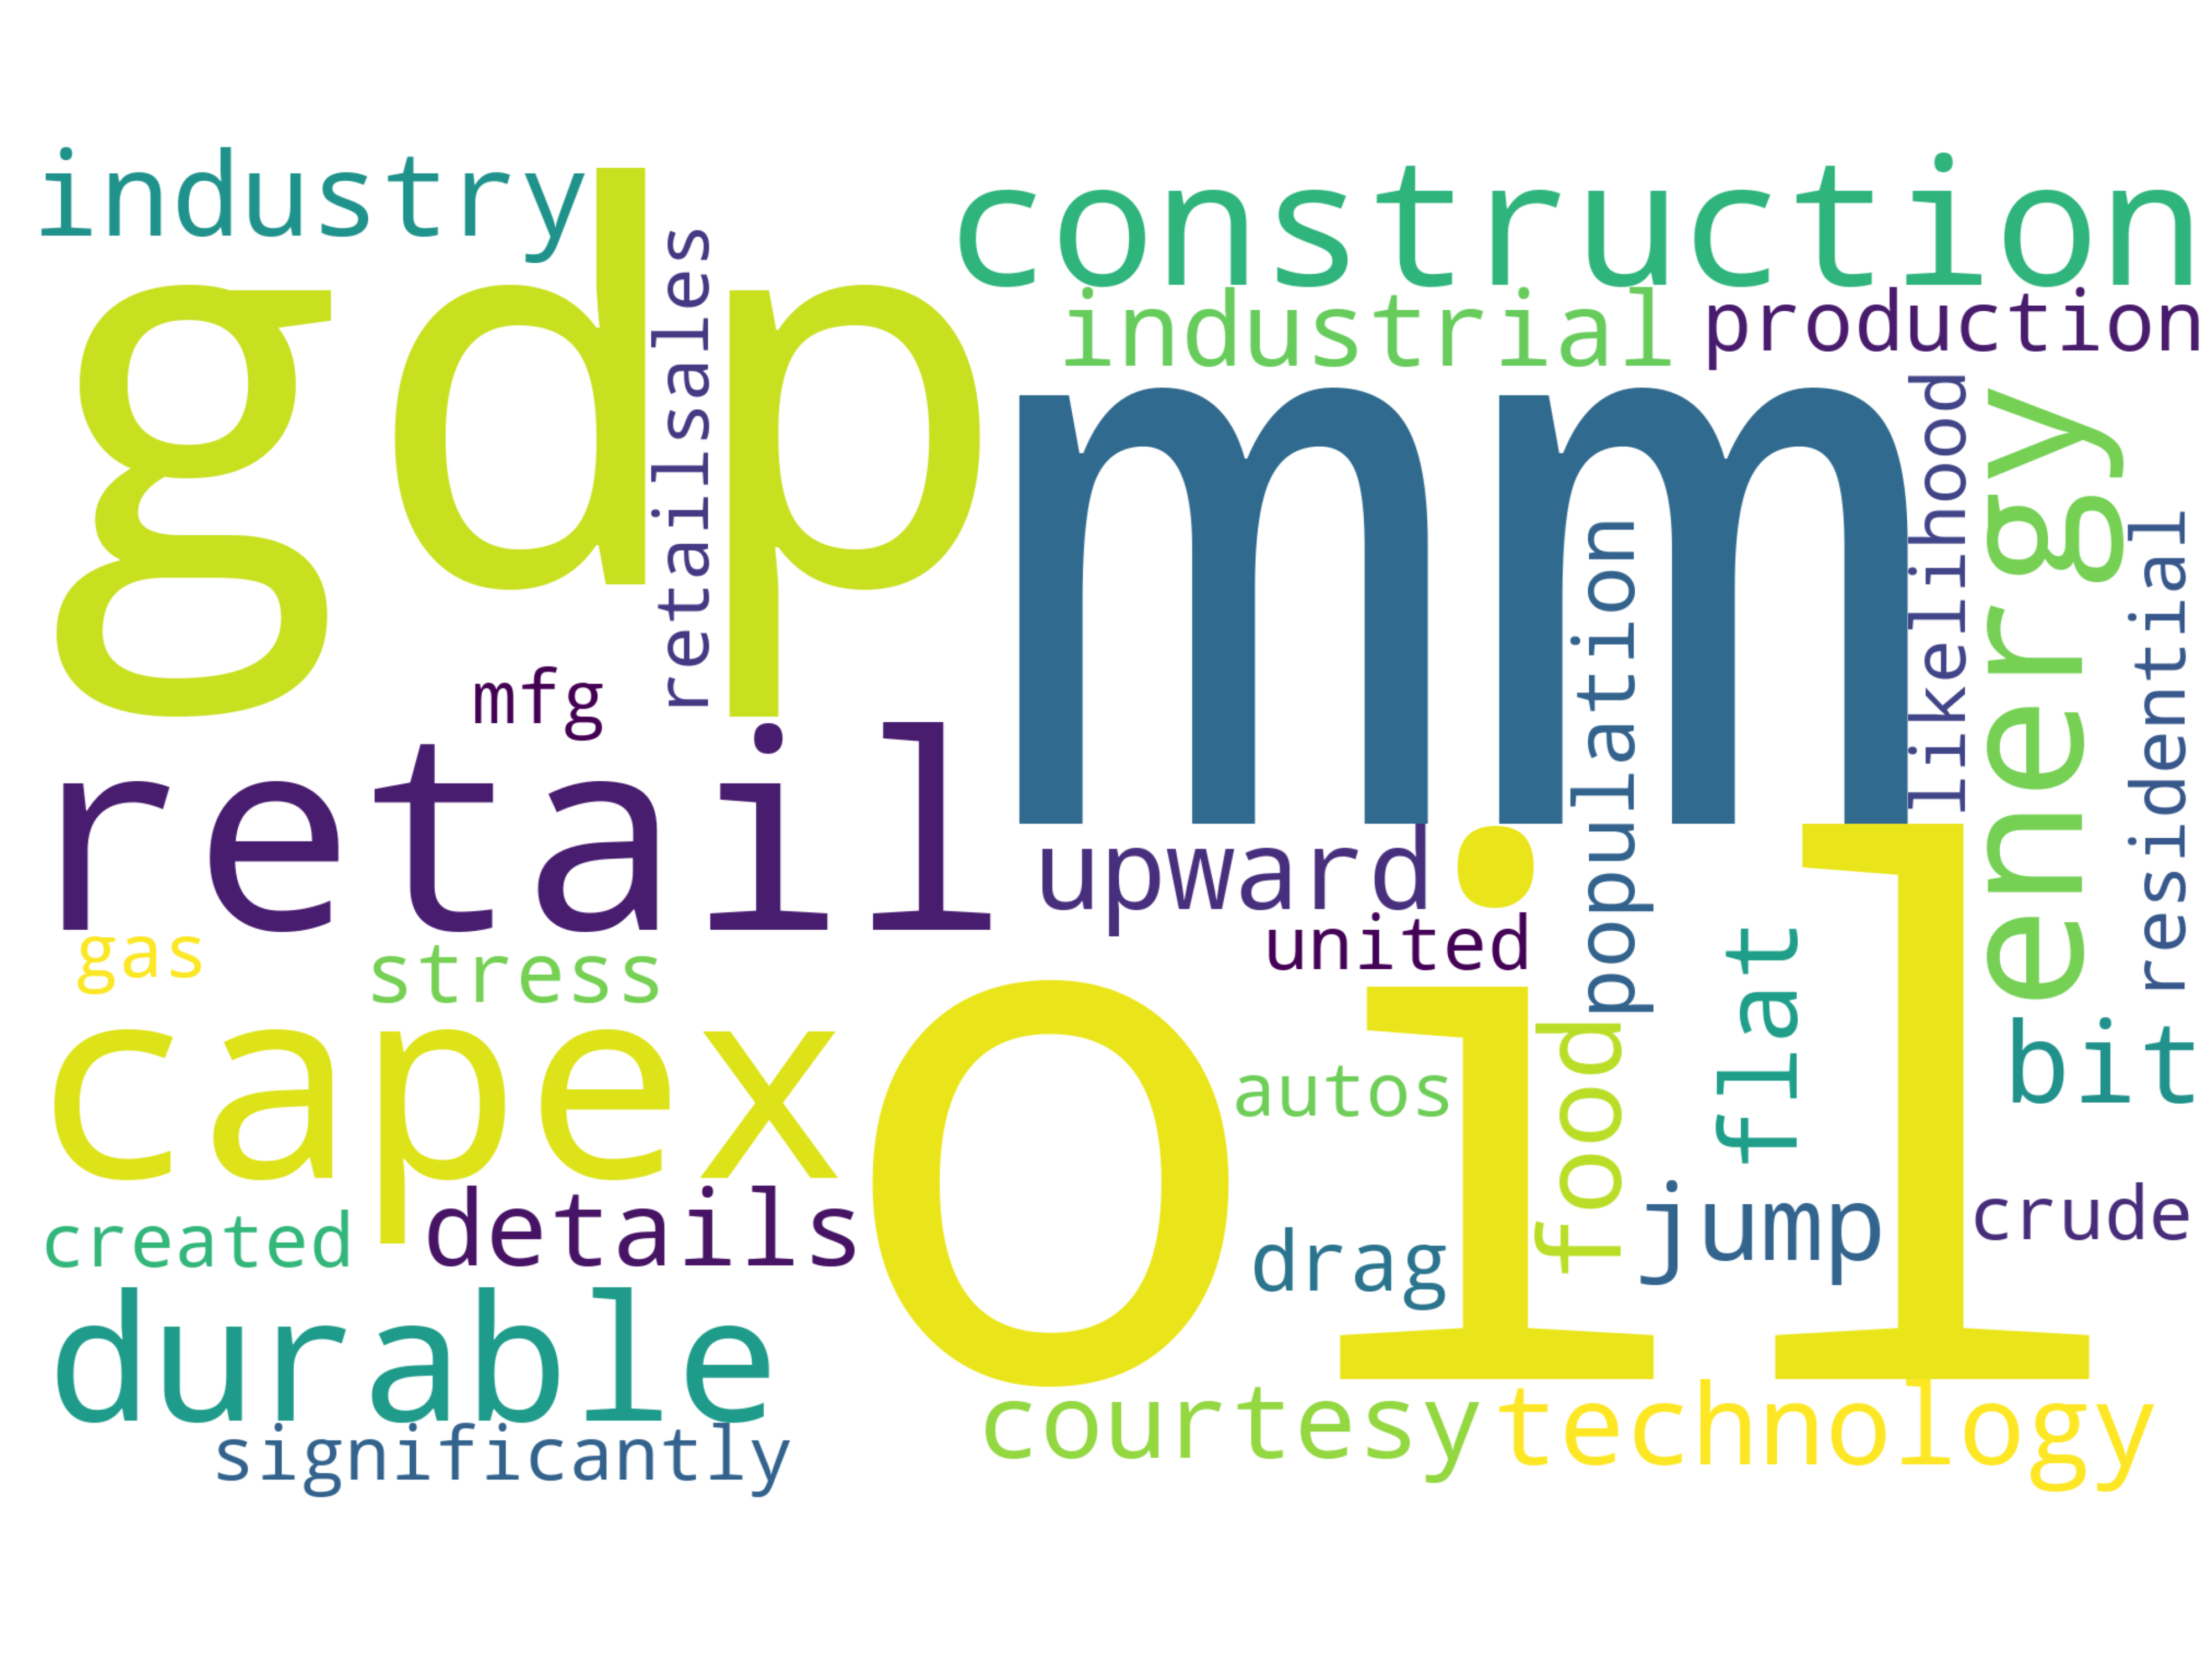 industry
construction
gdp
retailsales
industrial
production
mm
likelihood
energy
population
residential
mfg
retail
upward
united
gas
stress
oil
flat
capex
autos
food
bit
created
details
drag
jump
crude
durable
significantly
courtesy
technology